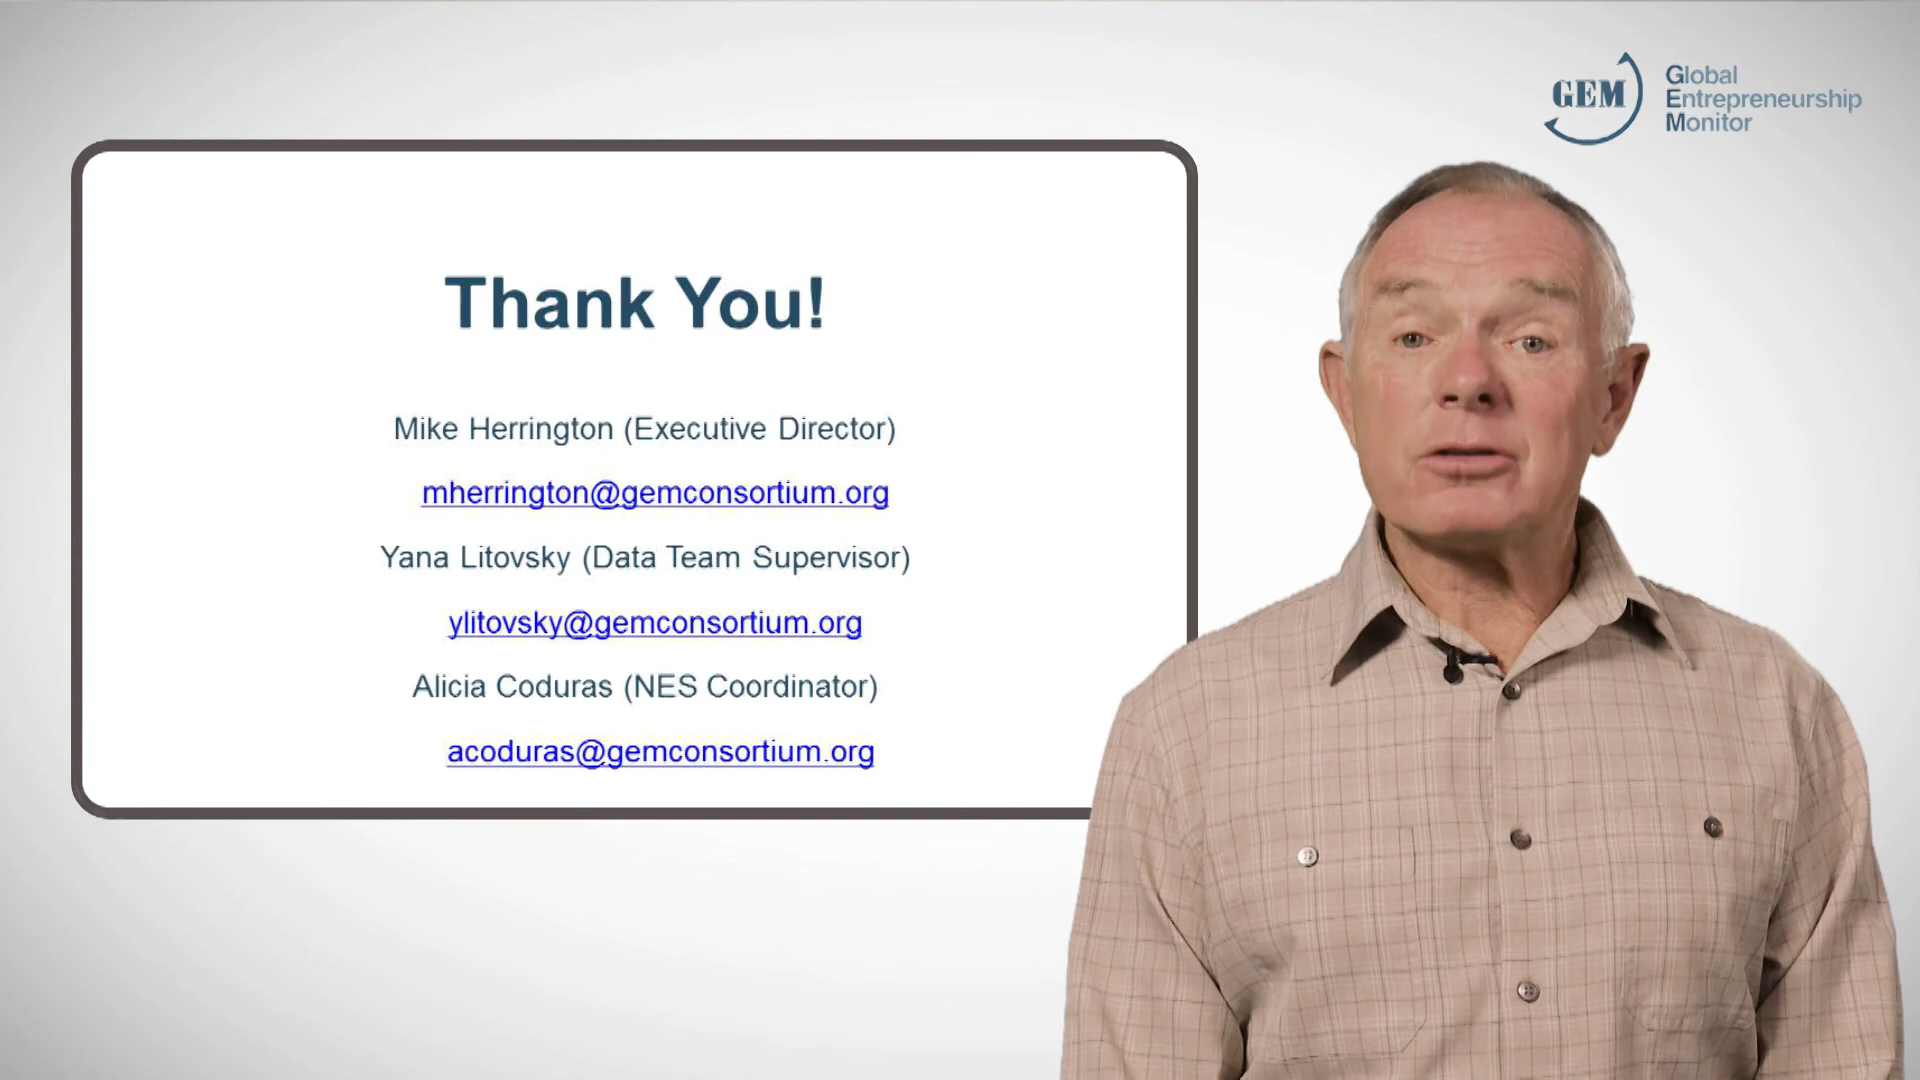 GEM
Global
Entrepreneurship
Monitor
Thank You!
Mike Herrington (Executive Director)
mherrington@gemconsortium.org
Yana Litovsky (Data Team Supervisor)
ylitovsky@gemconsortium.org
Alicia Coduras (NES Coordinator)
acoduras@gemconsortium.org